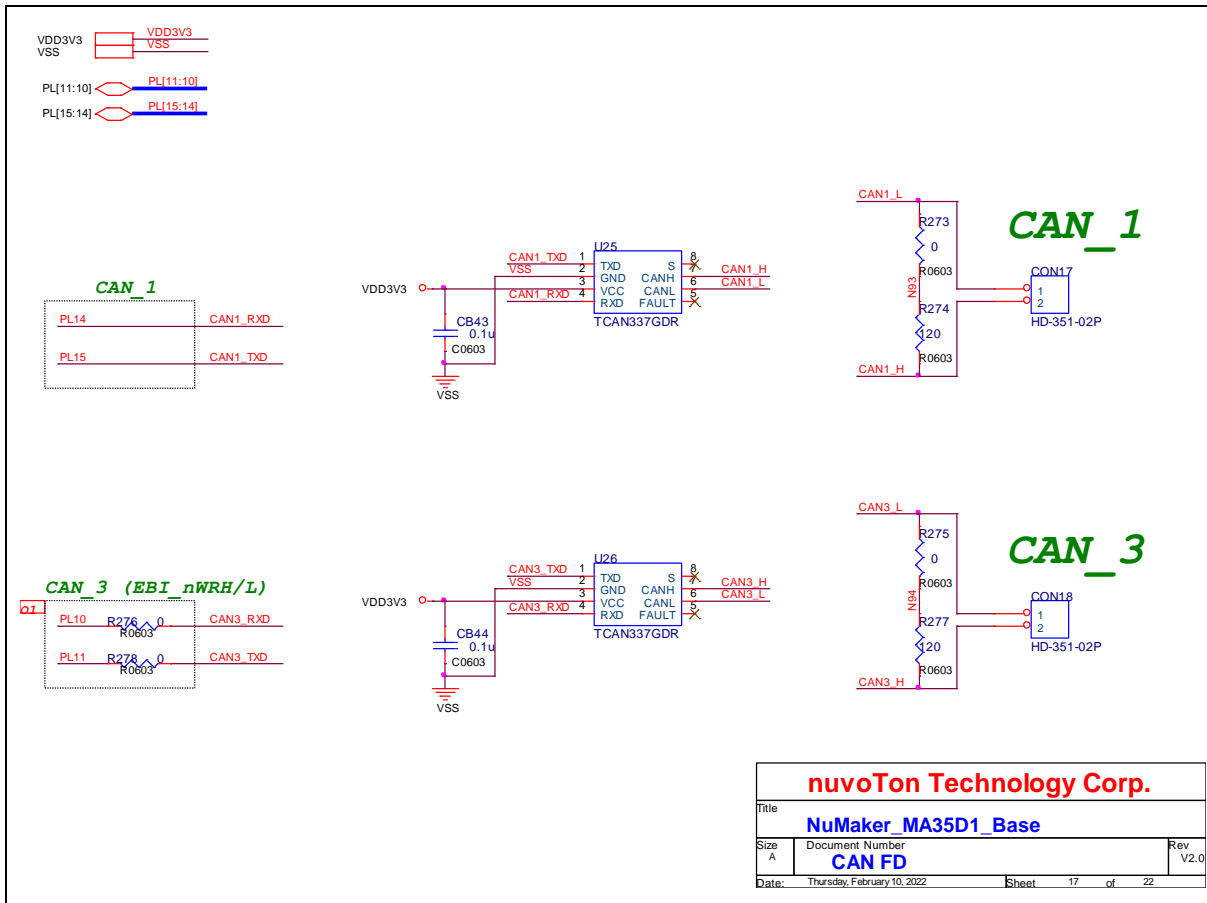 VDD3V3 VDD3V3
VSS VSS
PL[11:10] PL[11:10]
PL[15:14] PL[15:14]
CAN_1
PL14 CAN1_RXD
PL15 CAN1_TXD
U25
CAN1_TXD 1 TXD S 8
VSS 2 GND CANH 7 CAN1_H
VDD3V3 3 VCC CANL 6 CAN1_L
CAN1_RXD 4 RXD FAULT 5
TCAN337GDR
CB43
0.1u
C0603
VSS
CAN1_L
R273
0
R0603
N93
R274
120
R0603
CAN1_H
CAN_1
CON17
1
2
HD-351-02P
CAN_3 (EBI_nWRH/L)
O1
PL10 R276 0 CAN3_RXD
R0603
PL11 R278 0 CAN3_TXD
R0603
U26
CAN3_TXD 1 TXD S 8
VSS 2 GND CANH 7 CAN3_H
VDD3V3 3 VCC CANL 6 CAN3_L
CAN3_RXD 4 RXD FAULT 5
TCAN337GDR
CB44
0.1u
C0603
VSS
CAN3_L
R275
0
R0603
N94
R277
120
R0603
CAN3_H
CAN_3
CON18
1
2
HD-351-02P
nuvoTon Technology Corp.
Title
NuMaker_MA35D1_Base
Size Document Number Rev
A CAN FD V2.0
Date: Thursday, February 10, 2022 Sheet 17 of 22